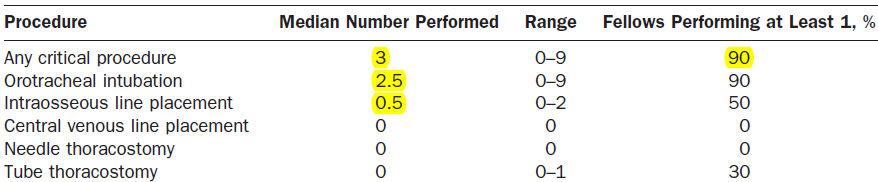 Procedure Median Number Performed Range Fellows Performing at Least 1, %
Any critical procedure 3 0–9 90
Orotracheal intubation 2.5 0–9 90
Intraosseous line placement 0.5 0–2 50
Central venous line placement 0 0 0
Needle thoracostomy 0 0 0
Tube thoracostomy 0 0–1 30